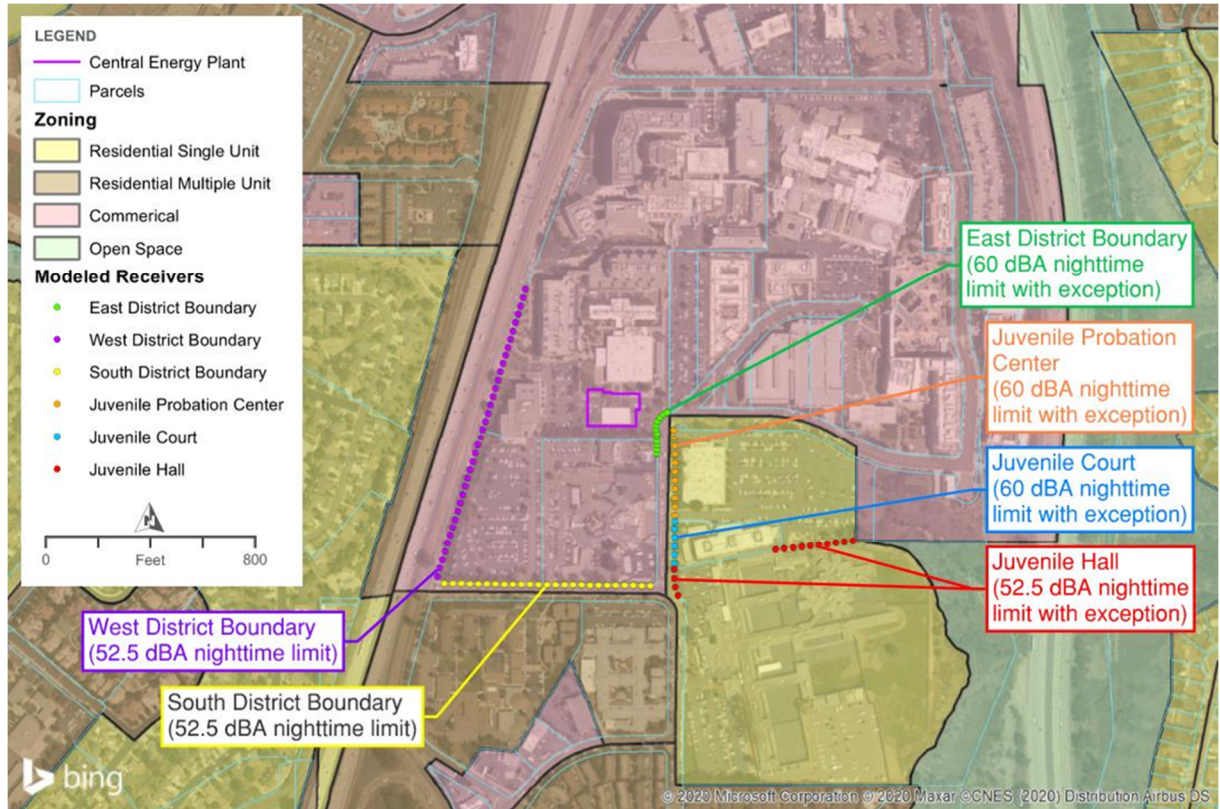 LEGEND
Central Energy Plant
Parcels
Zoning
Residential Single Unit
Residential Multiple Unit
Commerical
Open Space
Modeled Receivers
East District Boundary
West District Boundary
South District Boundary
Juvenile Probation Center
Juvenile Court
Juvenile Hall
N
0 800
Feet
East District Boundary
(60 dBA nighttime
limit with exception)
Juvenile Probation
Center
(60 dBA nighttime
limit with exception)
Juvenile Court
(60 dBA nighttime
limit with exception)
Juvenile Hall
(52.5 dBA nighttime
limit with exception)
West District Boundary
(52.5 dBA nighttime limit)
South District Boundary
(52.5 dBA nighttime limit)
bing
© 2020 Microsoft Corporation © 2020 Maxar ©CNES (2020) Distribution Airbus DS